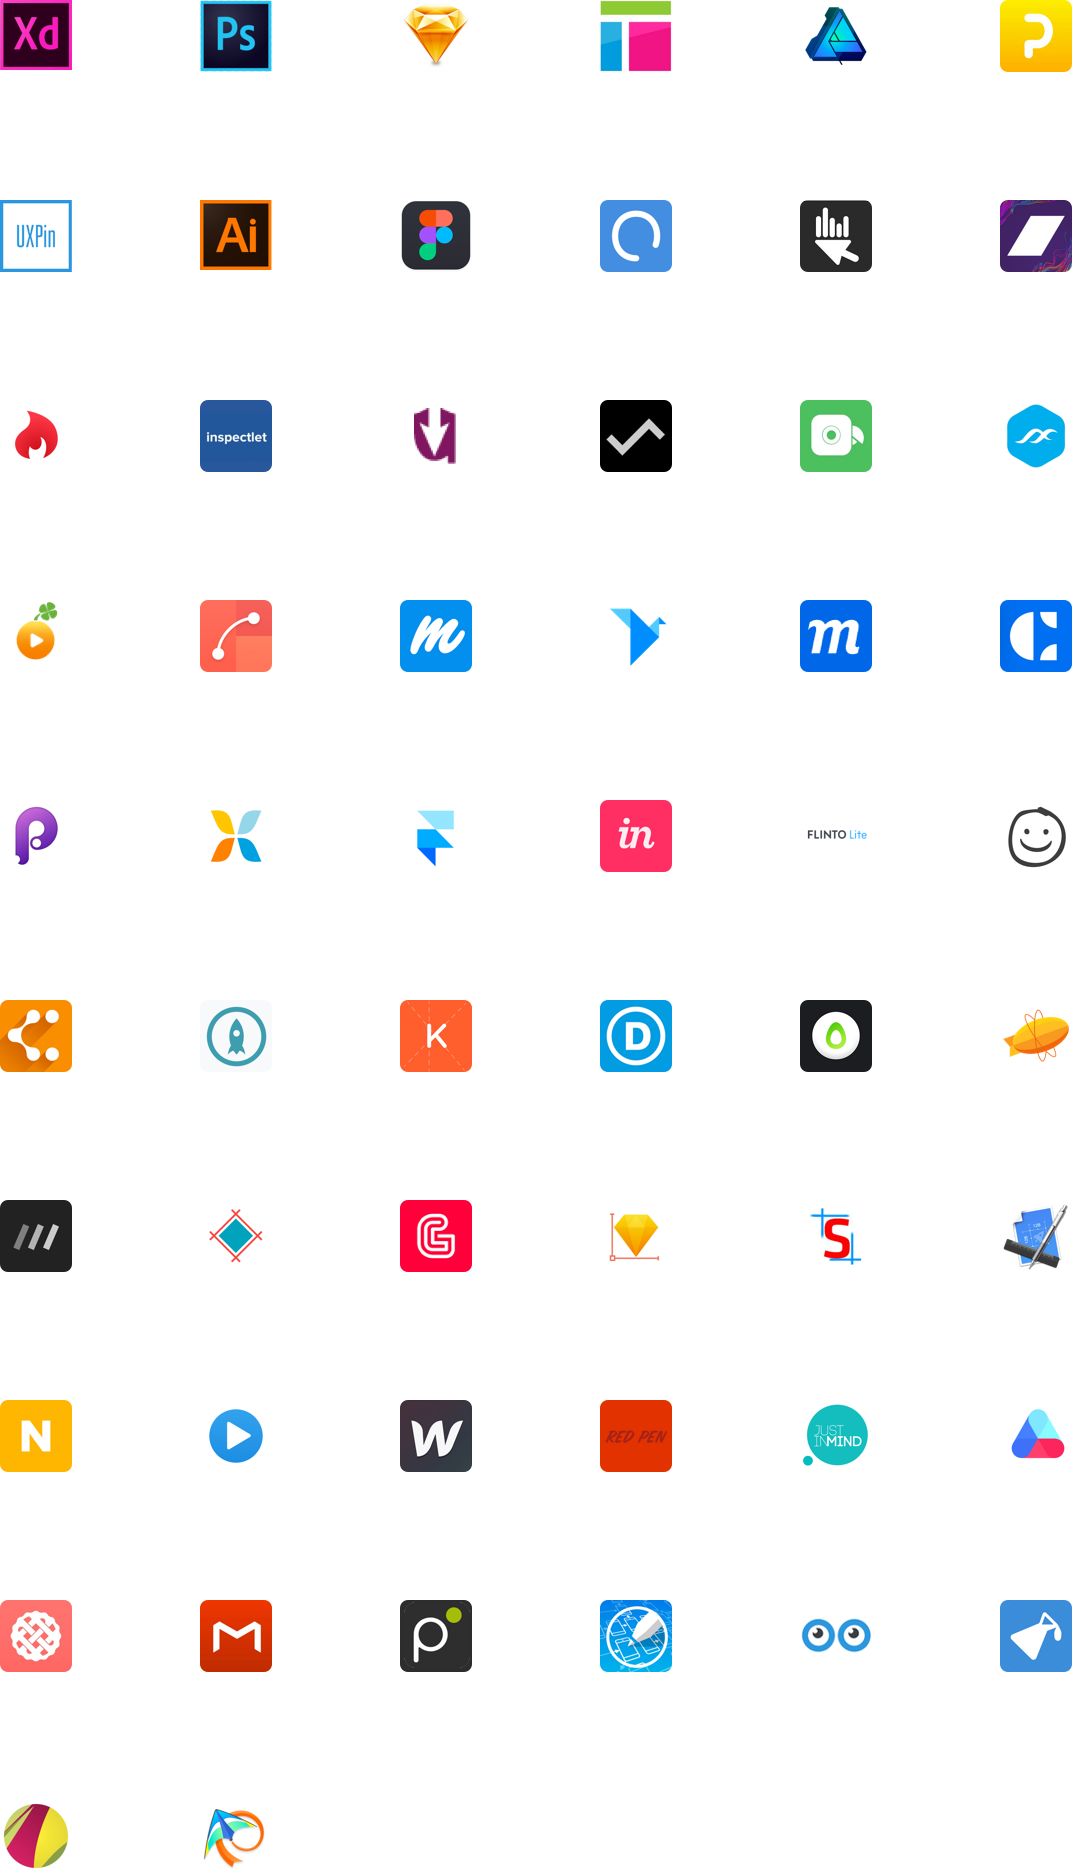 Xd
Ps
UXPin
Ai
inspectlet
m
m
in
FLINTO Lite
K
D
G
S
N
W
RED PEN
JUST
INMIND
M
p